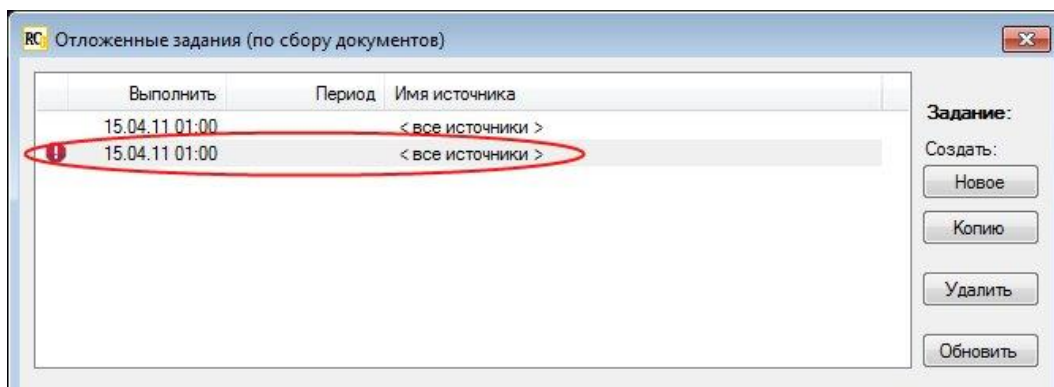 RC Отложенные задания (по сбору документов)
Выполнить Период Имя источника
15.04.11 01:00 < все источники >
15.04.11 01:00 < все источники >
Задание:
Создать:
Новое
Копию
Удалить
Обновить